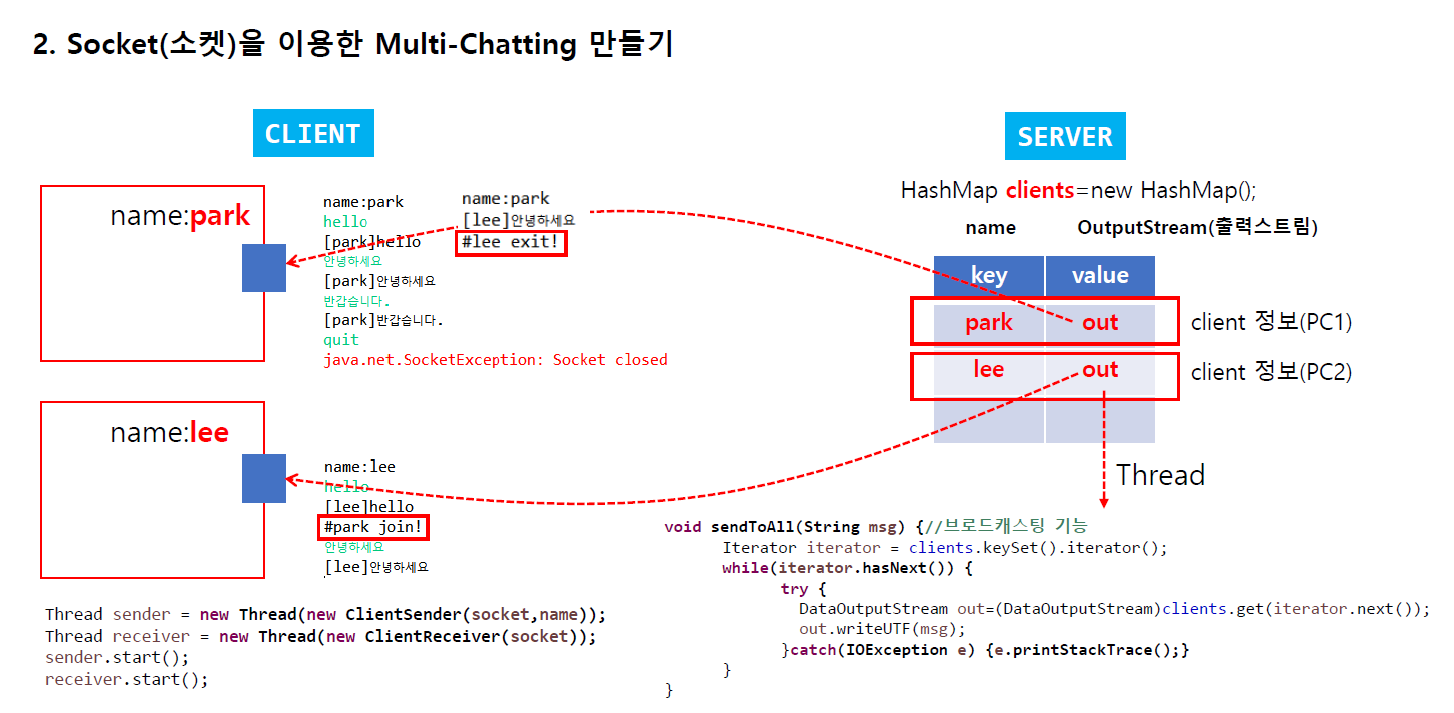 2. Socket(소켓)을 이용한 Multi-Chatting 만들기
CLIENT
name:park
name:park
hello
[park]hello
안녕하세요
[park]안녕하세요
반갑습니다.
[park]반갑습니다.
quit
java.net.SocketException: Socket closed
name:park
[lee]안녕하세요
#lee exit!
name:lee
name:lee
hello
[lee]hello
#park join!
안녕하세요
[lee]안녕하세요
Thread sender = new Thread(new ClientSender(socket,name));
Thread receiver = new Thread(new ClientReceiver(socket));
sender.start();
receiver.start();
SERVER
HashMap clients=new HashMap();
name OutputStream(출력스트림)
key value
park out client 정보(PC1)
lee out client 정보(PC2)
Thread
void sendToAll(String msg) {//브로드캐스팅 기능
Iterator iterator = clients.keySet().iterator();
while(iterator.hasNext()) {
try {
DataOutputStream out=(DataOutputStream)clients.get(iterator.next());
out.writeUTF(msg);
}catch(IOException e) {e.printStackTrace();}
}
}